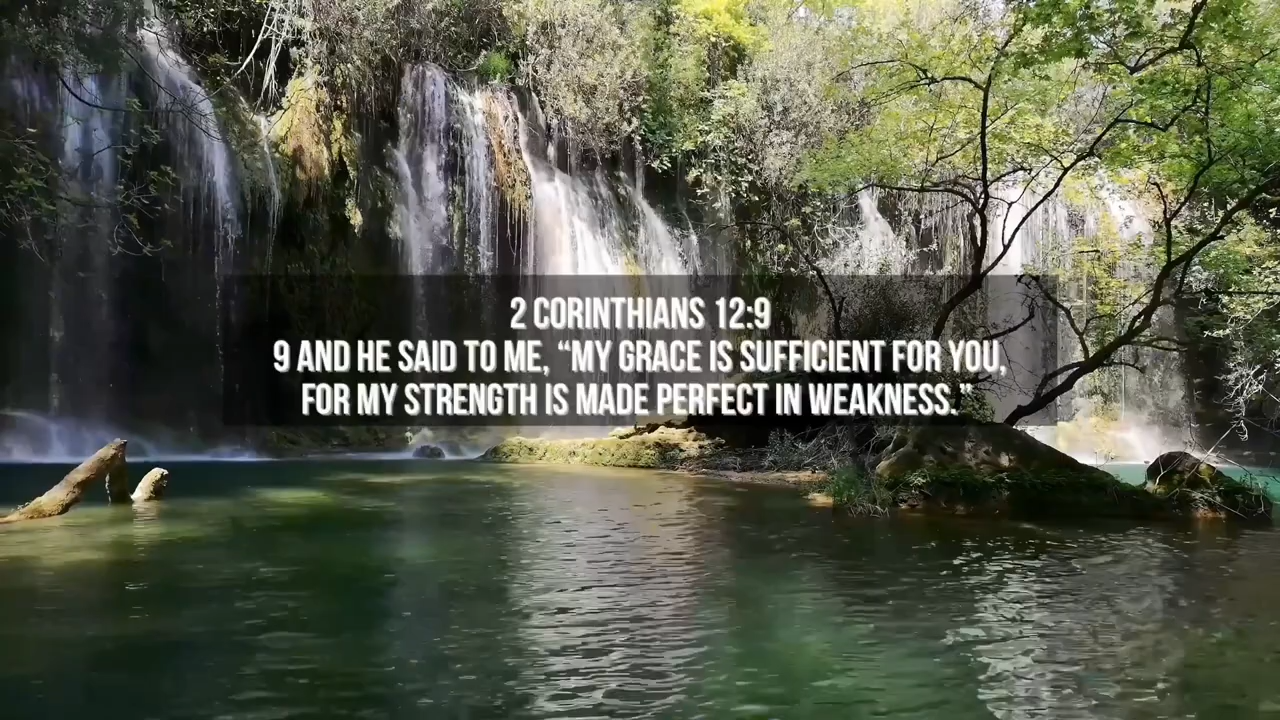 2 CORINTHIANS 12:9
9 AND HE SAID TO ME, “MY GRACE IS SUFFICIENT FOR YOU,
FOR MY STRENGTH IS MADE PERFECT IN WEAKNESS.”